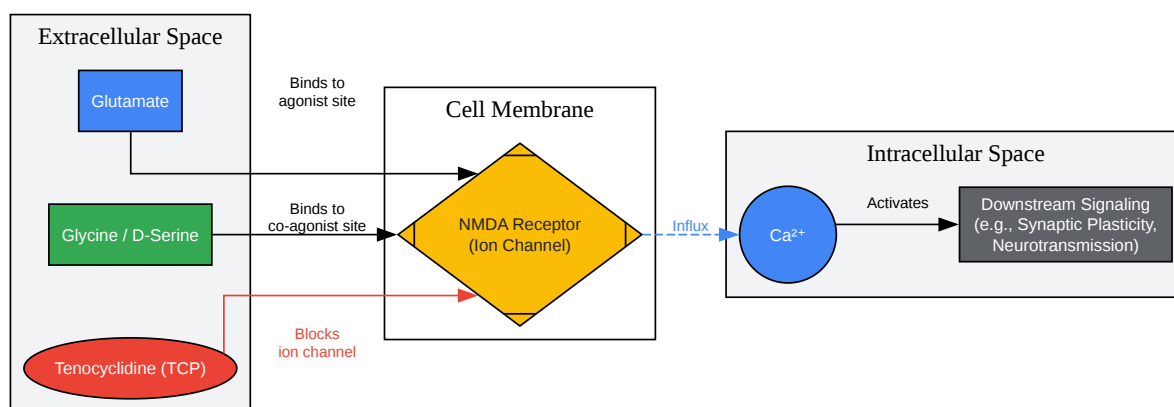 Extracellular Space
Glutamate
Binds to
agonist site
Cell Membrane
Intracellular Space
Glycine / D-Serine
Binds to
co-agonist site
NMDA Receptor
(Ion Channel)
Influx
Ca²⁺
Activates
Downstream Signaling
(e.g., Synaptic Plasticity,
Neurotransmission)
Tenocyclidine (TCP)
Blocks
ion channel